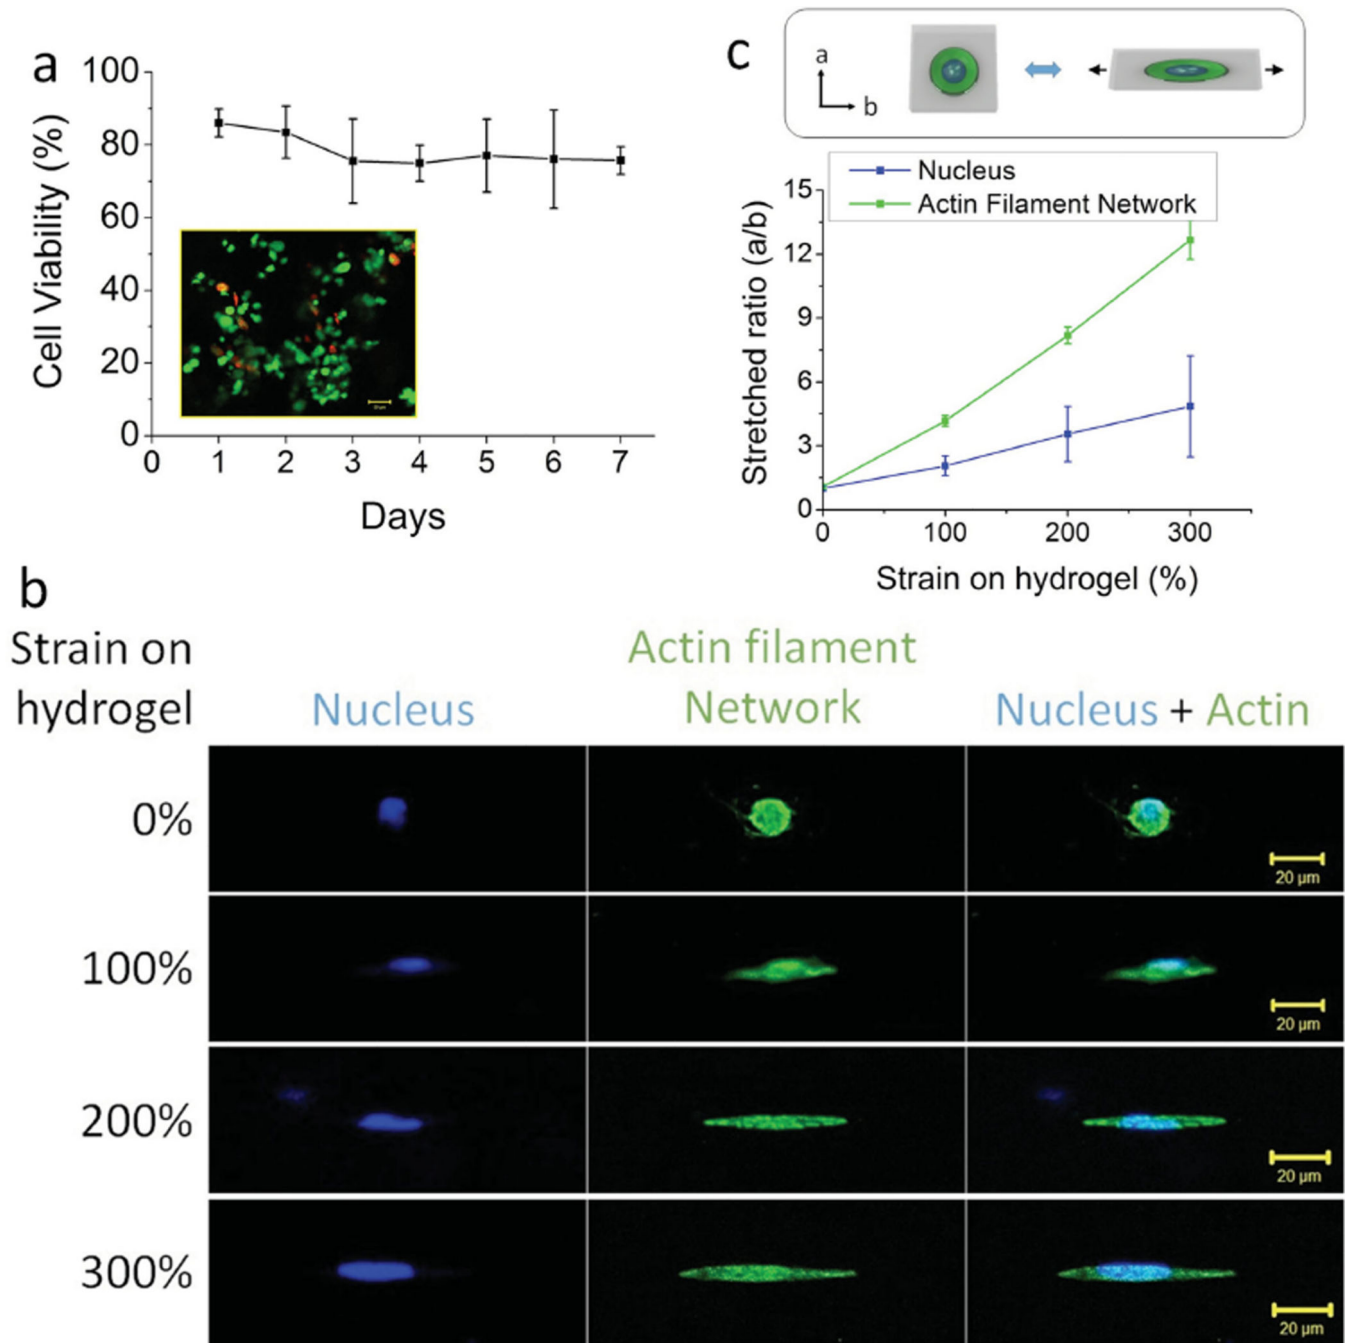 a
100
80
60
40
20
0
Cell Viability (%)
0 1 2 3 4 5 6 7
Days
c
a
b
Nucleus
Actin Filament Network
15
12
9
6
3
0
Stretched ratio (a/b)
0 100 200 300
Strain on hydrogel (%)
b
Strain on
hydrogel
Nucleus
Actin filament
Network
Nucleus + Actin
0%
20 µm
100%
20 µm
200%
20 µm
300%
20 µm